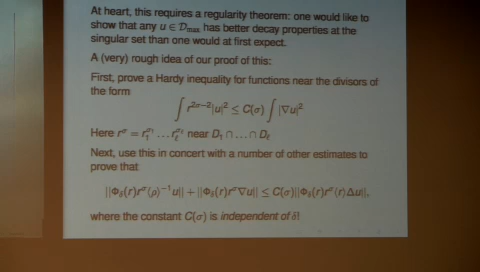 At heart, this requires a regularity theorem: one would like to
show that any u ∈ D_max has better decay properties at the
singular set than one would at first expect.
A (very) rough idea of our proof of this:
First, prove a Hardy inequality for functions near the divisors of
the form
∫ r^{2σ−2}|u|² ≤ C(σ) ∫ |∇u|²
Here r^σ = r_1^{σ_1} … r_ℓ^{σ_ℓ} near D_1 ∩ … ∩ D_ℓ
Next, use this in concert with a number of other estimates to
prove that
||Φ_δ(r)r^σ(ρ)^{−1}u|| + ||Φ_δ(r)r^σ∇u|| ≤ C(σ)||Φ_δ(r)r^σ(r)Δu||,
where the constant C(σ) is independent of δ!